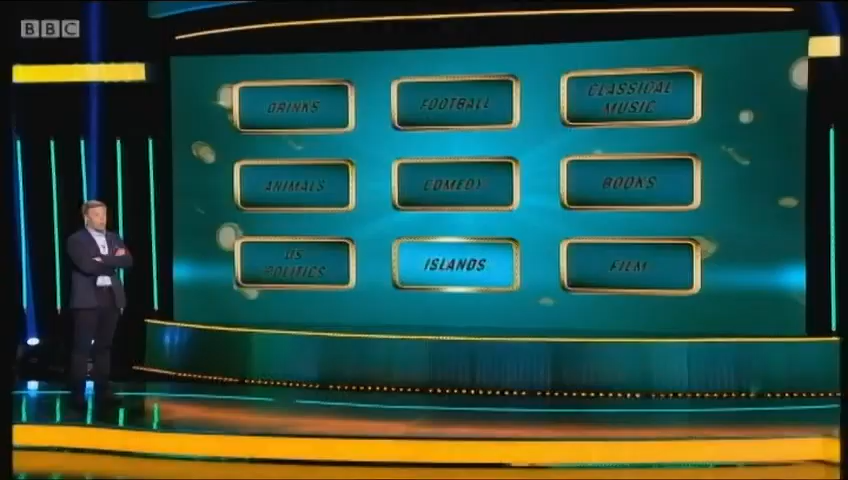 BBC
DRINKS
FOOTBALL
CLASSICAL
MUSIC
ANIMALS
COMEDY
BOOKS
US
POLITICS
ISLANDS
FILM